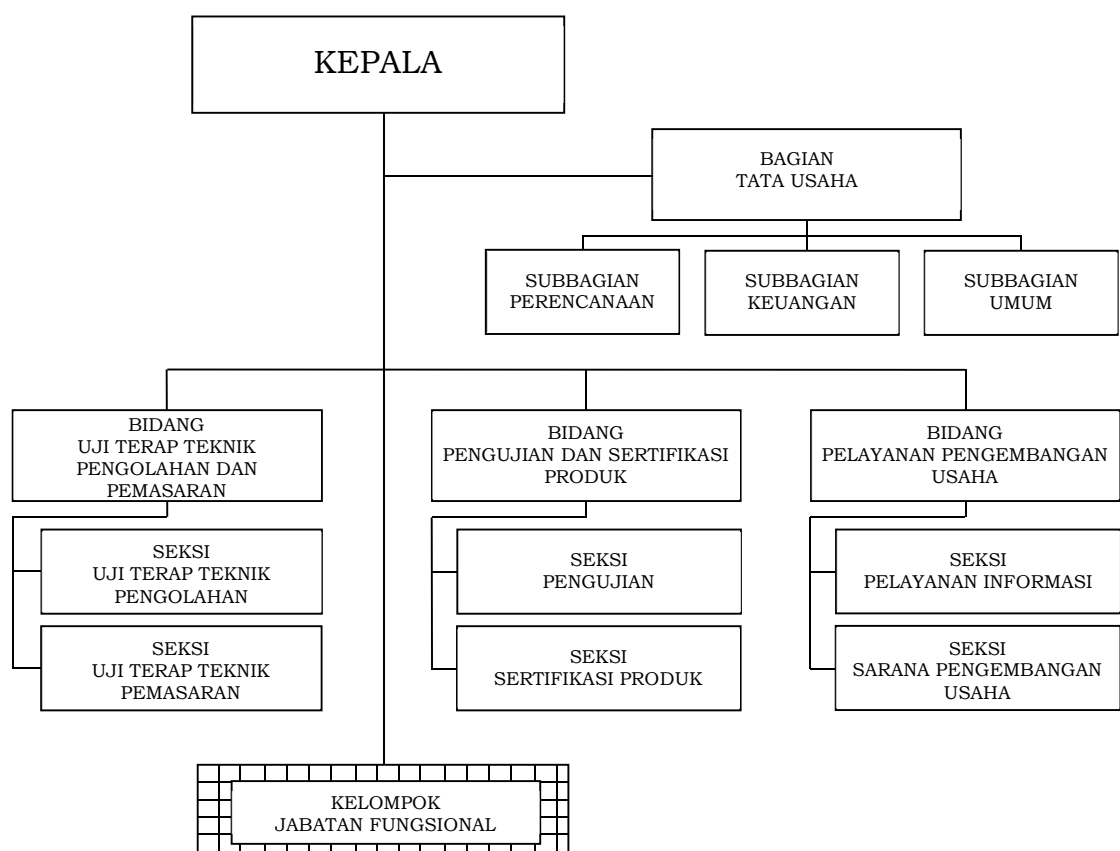 KEPALA
BAGIAN
TATA USAHA
SUBBAGIAN
PERENCANAAN
SUBBAGIAN
KEUANGAN
SUBBAGIAN
UMUM
BIDANG
UJI TERAP TEKNIK
PENGOLAHAN DAN
PEMASARAN
BIDANG
PENGUJIAN DAN SERTIFIKASI
PRODUK
BIDANG
PELAYANAN PENGEMBANGAN
USAHA
SEKSI
UJI TERAP TEKNIK
PENGOLAHAN
SEKSI
PENGUJIAN
SEKSI
PELAYANAN INFORMASI
SEKSI
UJI TERAP TEKNIK
PEMASARAN
SEKSI
SERTIFIKASI PRODUK
SEKSI
SARANA PENGEMBANGAN
USAHA
KELOMPOK
JABATAN FUNGSIONAL